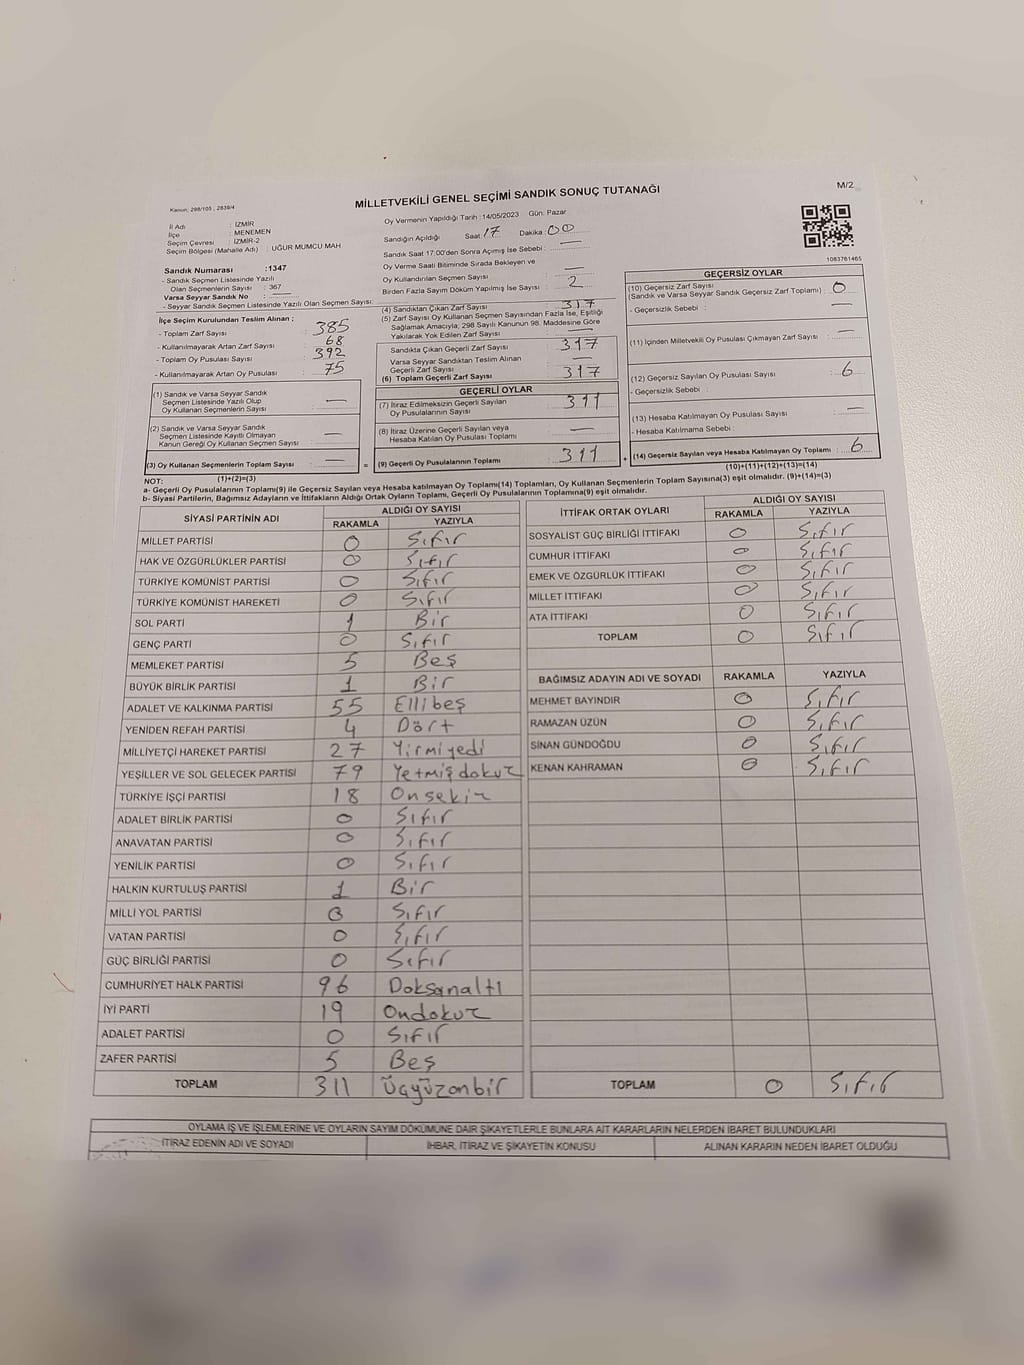 M/2
Kanun: 298/105 , 2839/4
MİLLETVEKİLİ GENEL SEÇİMİ SANDIK SONUÇ TUTANAĞI
İl Adı : İZMİR
İlçe : MENEMEN
Seçim Çevresi : İZMİR-2
Seçim Bölgesi (Mahalle Adı) : UĞUR MUMCU MAH
Sandık Numarası :1347
- Sandık Seçmen Listesinde Yazılı
Olan Seçmenlerin Sayısı : 367
Varsa Seyyar Sandık No :
- Seyyar Sandık Seçmen Listesinde Yazılı Olan Seçmen Sayısı:
Oy Vermenin Yapıldığı Tarih : 14/05/2023 Gün: Pazar
Sandığın Açıldığı Saat: 17 Dakika: 00
Sandık Saat 17:00'den Sonra Açımış İse Sebebi : —
Oy Verme Saati Bitiminde Sırada Bekleyen ve
Oy Kullandırılan Seçmen Sayısı —
Birden Fazla Sayım Döküm Yapılmış İse Sayısı : 2
1083761465
İlçe Seçim Kurulundan Teslim Alınan ;
- Toplam Zarf Sayısı : 385
- Kullanılmayarak Artan Zarf Sayısı : 68
- Toplam Oy Pusulası Sayısı : 392
- Kullanılmayarak Artan Oy Pusulası : 75
(1) Sandık ve Varsa Seyyar Sandık
Seçmen Listesinde Yazılı Olup
Oy Kullanan Seçmenlerin Sayısı : —
(2) Sandık ve Varsa Seyyar Sandık
Seçmen Listesinde Kayıtlı Olmayan
Kanun Gereği Oy Kullanan Seçmen Sayısı : —
(3) Oy Kullanan Seçmenlerin Toplam Sayısı : —
(1)+(2)=(3)
(4) Sandıktan Çıkan Zarf Sayısı : 317
(5) Zarf Sayısı Oy Kullanan Seçmen Sayısından Fazla İse, Eşitliği
Sağlamak Amacıyla; 298 Sayılı Kanunun 98. Maddesine Göre
Yakılarak Yok Edilen Zarf Sayısı : —
Sandıkta Çıkan Geçerli Zarf Sayısı : 317
Varsa Seyyar Sandıktan Teslim Alınan
Geçerli Zarf Sayısı : —
(6) Toplam Geçerli Zarf Sayısı : 317
GEÇERLİ OYLAR
(7) İtiraz Edilmeksizin Geçerli Sayılan
Oy Pusulalarının Sayısı : 311
(8) İtiraz Üzerine Geçerli Sayılan veya
Hesaba Katılan Oy Pusulası Toplamı : —
= (9) Geçerli Oy Pusulalarının Toplamı : 311
GEÇERSİZ OYLAR
(10) Geçersiz Zarf Sayısı
(Sandık ve Varsa Seyyar Sandık Geçersiz Zarf Toplamı) : 0
- Geçersizlik Sebebi : —
(11) İçinden Milletvekili Oy Pusulası Çıkmayan Zarf Sayısı : —
(12) Geçersiz Sayılan Oy Pusulası Sayısı : 6
- Geçersizlik Sebebi :
(13) Hesaba Katılmayan Oy Pusulası Sayısı : —
- Hesaba Katılmama Sebebi :
+ (14) Geçersiz Sayılan veya Hesaba Katılmayan Oy Toplamı : 6
(10)+(11)+(12)+(13)=(14)
NOT:
a- Geçerli Oy Pusulalarının Toplamı(9) ile Geçersiz Sayılan veya Hesaba Katılmayan Oy Toplamı(14) Toplamları, Oy Kullanan Seçmenlerin Toplam Sayısına(3) eşit olmalıdır. (9)+(14)=(3)
b- Siyasi Partilerin, Bağımsız Adayların ve İttifakların Aldığı Ortak Oyların Toplamı, Geçerli Oy Pusulalarının Toplamına(9) eşit olmalıdır.
SİYASİ PARTİNİN ADI ALDIĞI OY SAYISI
RAKAMLA YAZIYLA
MİLLET PARTİSİ 0 Sıfır
HAK VE ÖZGÜRLÜKLER PARTİSİ 0 Sıfır
TÜRKİYE KOMÜNİST PARTİSİ 0 Sıfır
TÜRKİYE KOMÜNİST HAREKETİ 0 Sıfır
SOL PARTİ 1 Bir
GENÇ PARTİ 0 Sıfır
MEMLEKET PARTİSİ 5 Beş
BÜYÜK BİRLİK PARTİSİ 1 Bir
ADALET VE KALKINMA PARTİSİ 55 Ellibeş
YENİDEN REFAH PARTİSİ 4 Dört
MİLLİYETÇİ HAREKET PARTİSİ 27 Yirmiyedi
YEŞİLLER VE SOL GELECEK PARTİSİ 79 Yetmişdokuz
TÜRKİYE İŞÇİ PARTİSİ 18 Onsekiz
ADALET BİRLİK PARTİSİ 0 Sıfır
ANAVATAN PARTİSİ 0 Sıfır
YENİLİK PARTİSİ 0 Sıfır
HALKIN KURTULUŞ PARTİSİ 1 Bir
MİLLİ YOL PARTİSİ 0 Sıfır
VATAN PARTİSİ 0 Sıfır
GÜÇ BİRLİĞİ PARTİSİ 0 Sıfır
CUMHURİYET HALK PARTİSİ 96 Doksanaltı
İYİ PARTİ 19 Ondokuz
ADALET PARTİSİ 0 Sıfır
ZAFER PARTİSİ 5 Beş
TOPLAM 311 Üçyüzonbir
İTTİFAK ORTAK OYLARI ALDIĞI OY SAYISI
RAKAMLA YAZIYLA
SOSYALİST GÜÇ BİRLİĞİ İTTİFAKI 0 Sıfır
CUMHUR İTTİFAKI 0 Sıfır
EMEK VE ÖZGÜRLÜK İTTİFAKI 0 Sıfır
MİLLET İTTİFAKI 0 Sıfır
ATA İTTİFAKI 0 Sıfır
TOPLAM 0 Sıfır
BAĞIMSIZ ADAYIN ADI VE SOYADI RAKAMLA YAZIYLA
MEHMET BAYINDIR 0 Sıfır
RAMAZAN ÜZÜN 0 Sıfır
SİNAN GÜNDOĞDU 0 Sıfır
KENAN KAHRAMAN 0 Sıfır
TOPLAM 0 Sıfır
OYLAMA İŞ VE İŞLEMLERİNE VE OYLARIN SAYIM DÖKÜMÜNE DAİR ŞİKAYETLERLE BUNLARA AİT KARARLARIN NELERDEN İBARET BULUNDUKLARI
İTİRAZ EDENİN ADI VE SOYADI İHBAR, İTİRAZ VE ŞİKAYETİN KONUSU ALINAN KARARIN NEDEN İBARET OLDUĞU